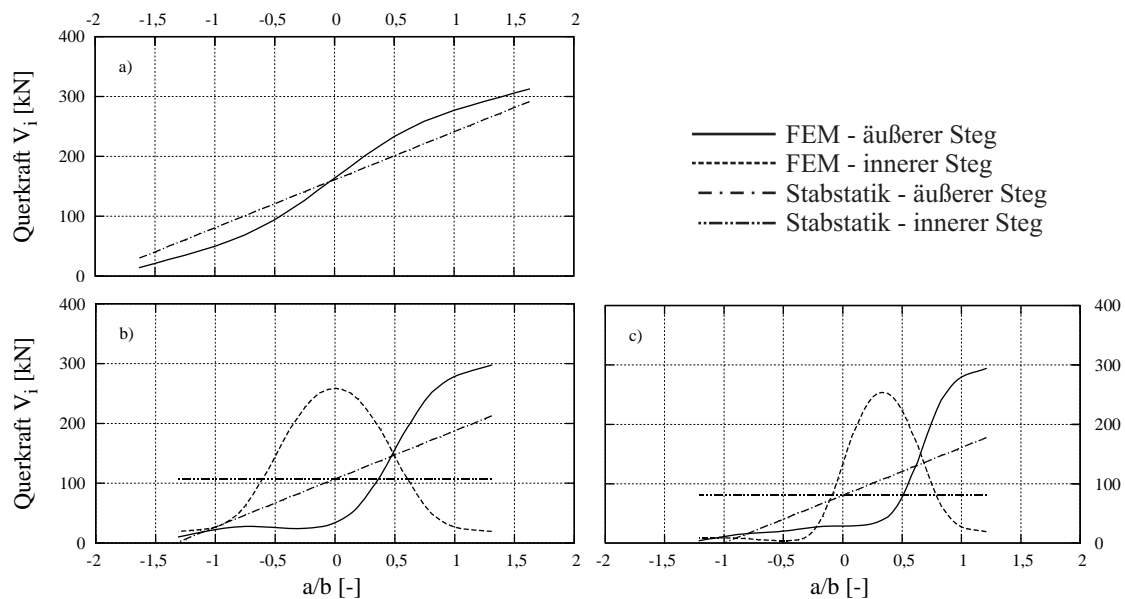 -2 -1,5 -1 -0,5 0 0,5 1 1,5 2
400
300
200
100
0
Querkraft V_i [kN]
a)
FEM - äußerer Steg
FEM - innerer Steg
Stabstatik - äußerer Steg
Stabstatik - innerer Steg
400
300
200
100
0
Querkraft V_i [kN]
b)
-2 -1,5 -1 -0,5 0 0,5 1 1,5 2
a/b [-]
c)
400
300
200
100
0
-2 -1,5 -1 -0,5 0 0,5 1 1,5 2
a/b [-]